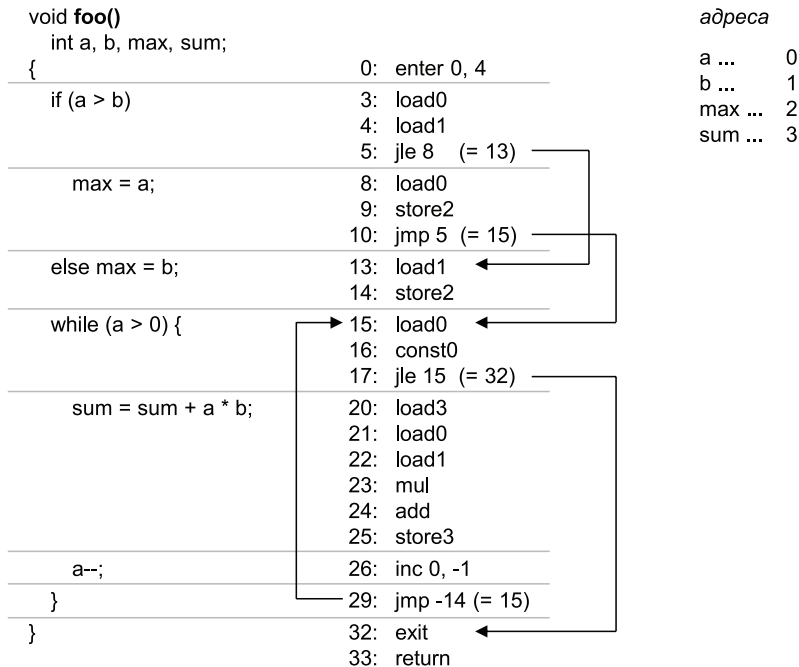 void foo()
int a, b, max, sum;
{ 0: enter 0, 4
if (a > b) 3: load0
4: load1
5: jle 8 (= 13)
max = a; 8: load0
9: store2
10: jmp 5 (= 15)
else max = b; 13: load1
14: store2
while (a > 0) { 15: load0
16: const0
17: jle 15 (= 32)
sum = sum + a * b; 20: load3
21: load0
22: load1
23: mul
24: add
25: store3
a--; 26: inc 0, -1
} 29: jmp -14 (= 15)
} 32: exit
33: return
адреса
a ... 0
b ... 1
max ... 2
sum ... 3